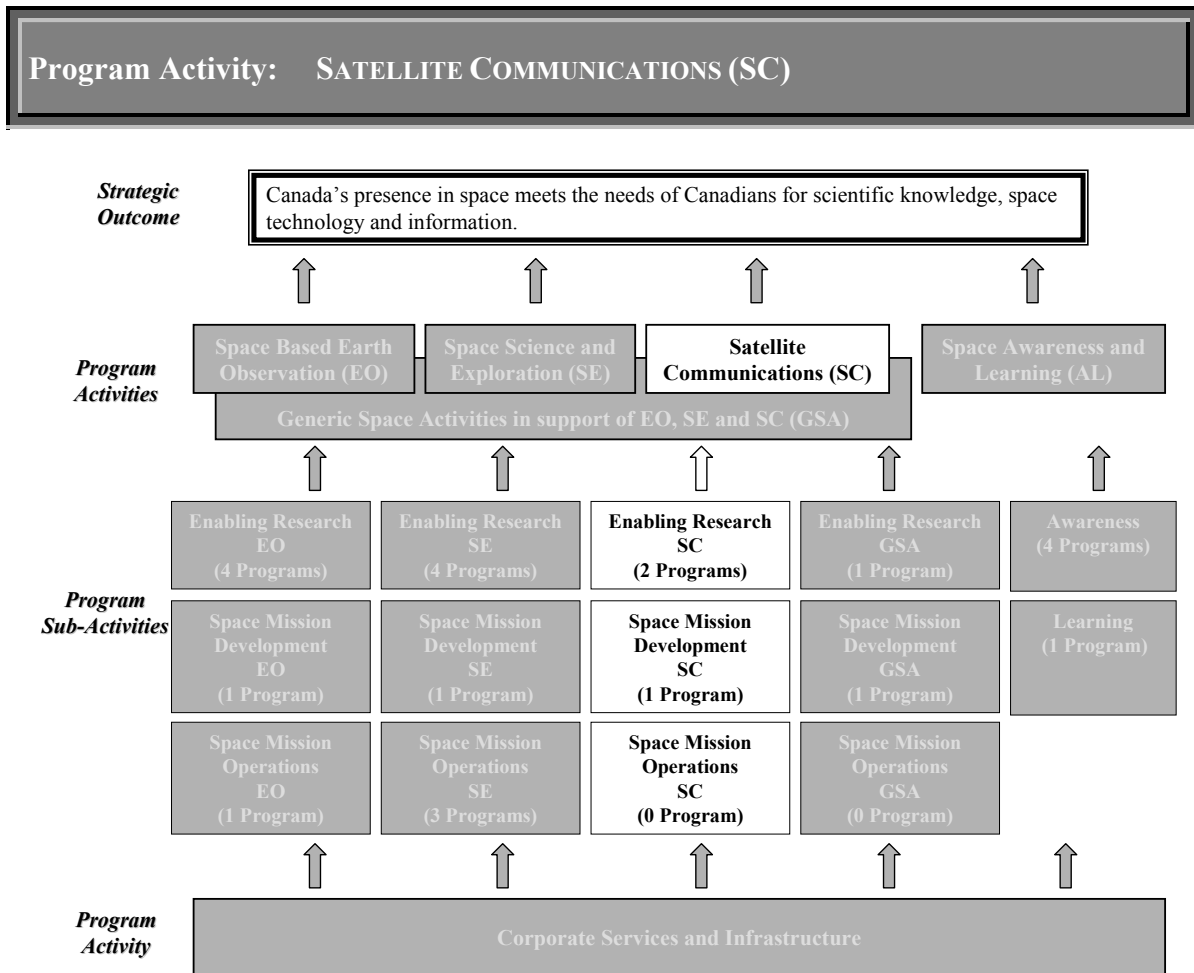 Program Activity: SATELLITE COMMUNICATIONS (SC)
Strategic
Outcome
Canada's presence in space meets the needs of Canadians for scientific knowledge, space
technology and information.
Program
Activities
Space Based Earth
Observation (EO)
Space Science and
Exploration (SE)
Satellite
Communications (SC)
Space Awareness and
Learning (AL)
Generic Space Activities in support of EO, SE and SC (GSA)
Program
Sub-Activities
Enabling Research
EO
(4 Programs)
Enabling Research
SE
(4 Programs)
Enabling Research
SC
(2 Programs)
Enabling Research
GSA
(1 Program)
Awareness
(4 Programs)
Space Mission
Development
EO
(1 Program)
Space Mission
Development
SE
(1 Program)
Space Mission
Development
SC
(1 Program)
Space Mission
Development
GSA
(1 Program)
Learning
(1 Program)
Space Mission
Operations
EO
(1 Program)
Space Mission
Operations
SE
(3 Programs)
Space Mission
Operations
SC
(0 Program)
Space Mission
Operations
GSA
(0 Program)
Program
Activity
Corporate Services and Infrastructure